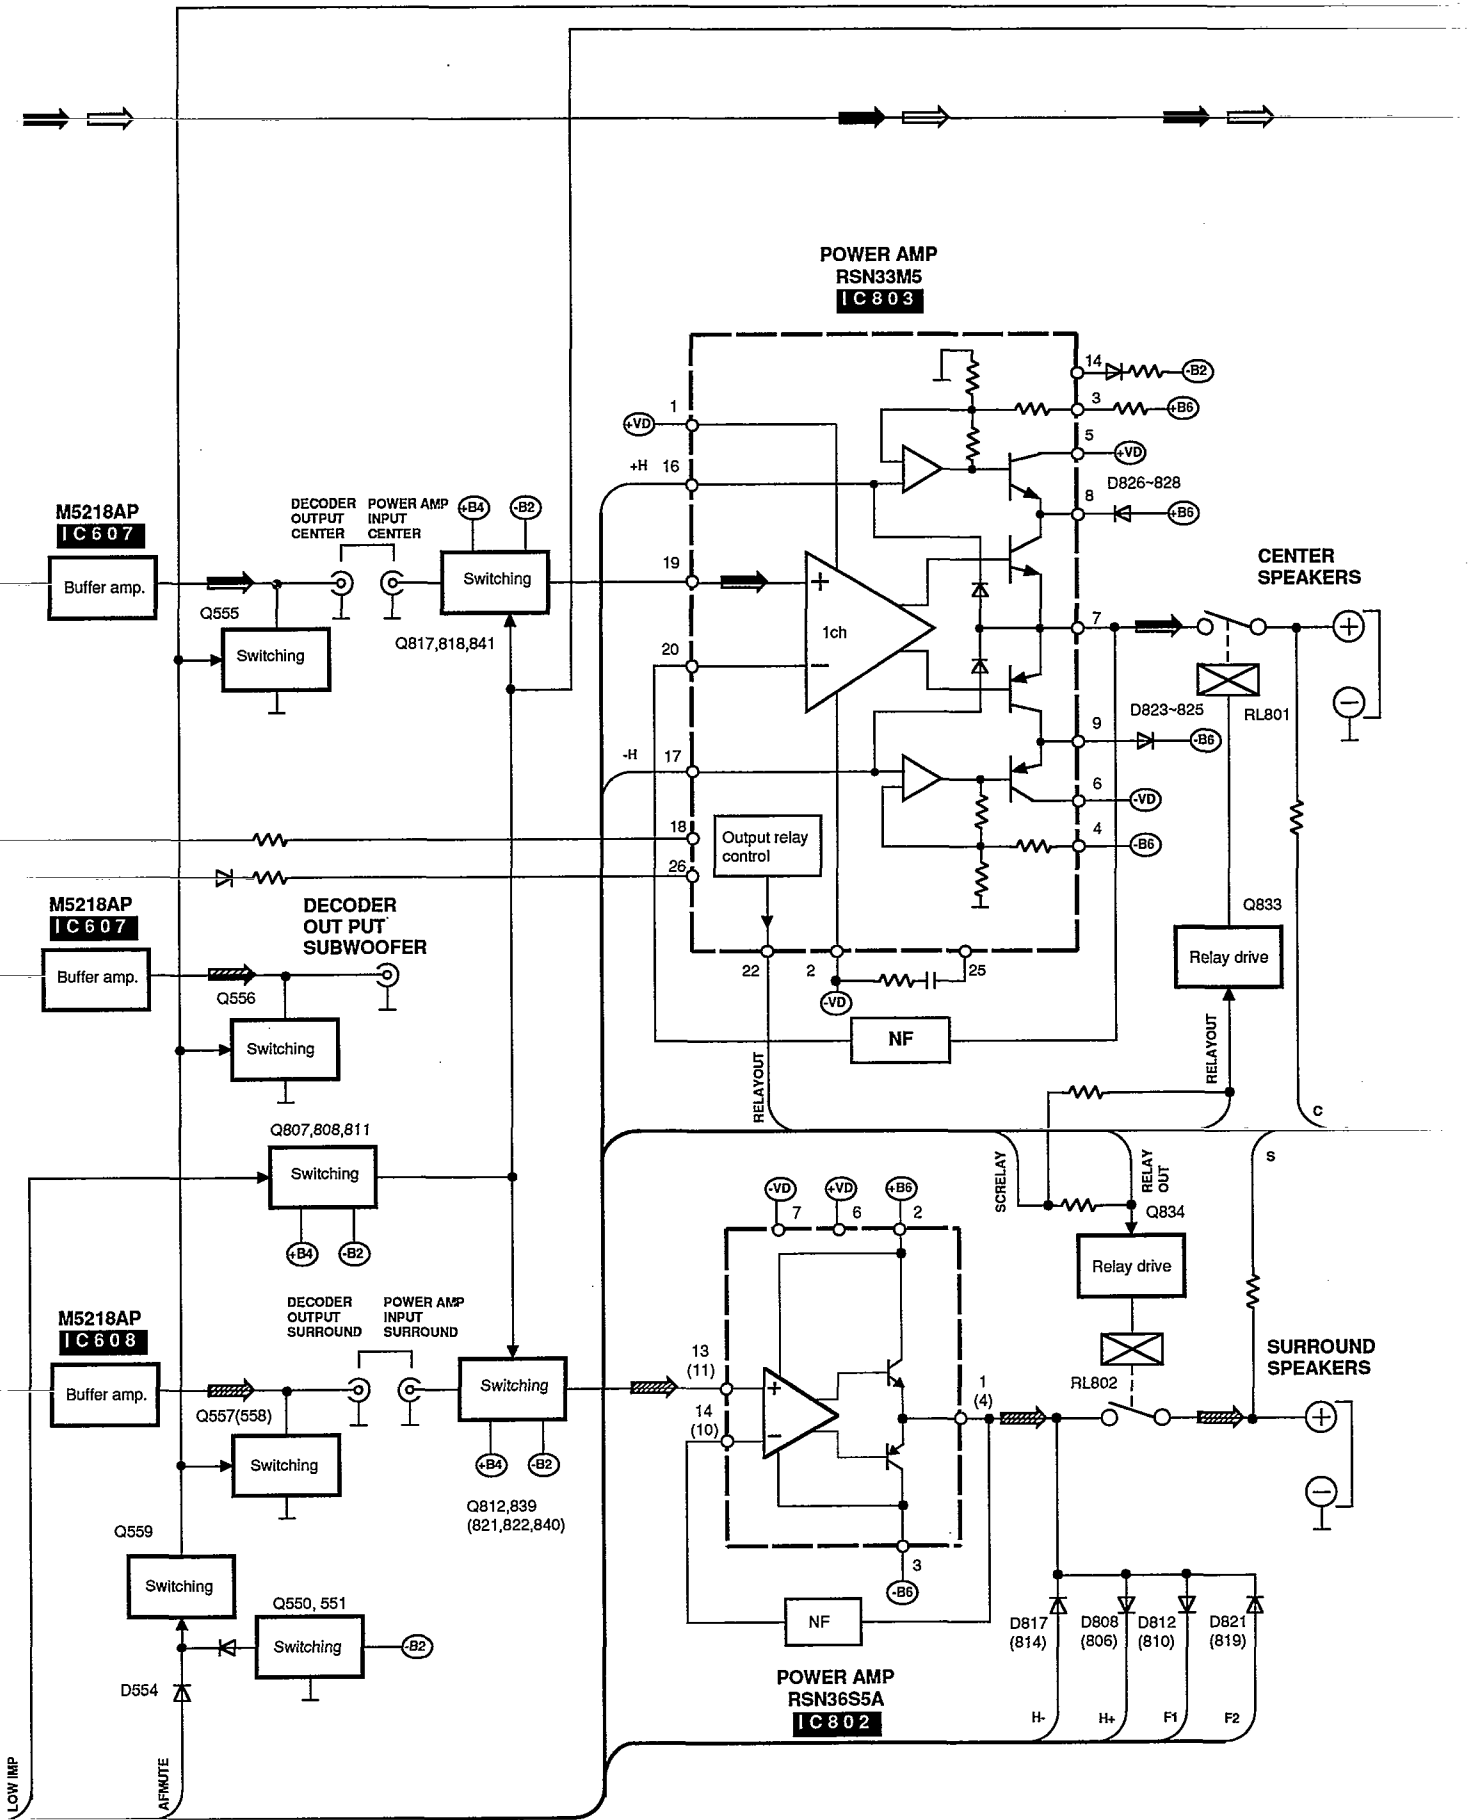 POWER AMP
RSN33M5
IC803
14
-B2
3
+B6
1
+VD
5
+VD
+H
16
D826~828
8
+B6
M5218AP
IC607
DECODER
OUTPUT
CENTER
POWER AMP
INPUT
CENTER
+B4
-B2
Buffer amp.
Switching
19
+
1ch
−
CENTER
SPEAKERS
Q555
Switching
Q817,818,841
20
7
+
−
RL801
D823~825
9
-B6
-H
17
6
-VD
18
Output relay
control
4
-B6
26
M5218AP
IC607
DECODER
OUT PUT
SUBWOOFER
Q833
Buffer amp.
Relay drive
Q556
22
2
25
-VD
Switching
NF
RELAYOUT
RELAYOUT
C
Q807,808,811
Switching
S
SCRELAY
RELAY
OUT
-VD
+VD
+B6
7
6
2
Q834
+B4
-B2
Relay drive
M5218AP
IC608
DECODER
OUTPUT
SURROUND
POWER AMP
INPUT
SURROUND
SURROUND
SPEAKERS
Buffer amp.
Switching
13
(11)
+
−
14
(10)
1
(4)
RL802
+
−
Q557(558)
Switching
+B4
-B2
Q812,839
(821,822,840)
Q559
Switching
3
-B6
Q550, 551
Switching
-B2
NF
D817
(814)
D808
(806)
D812
(810)
D821
(819)
D554
POWER AMP
RSN36S5A
IC802
H-
H+
F1
F2
LOW IMP
AFMUTE